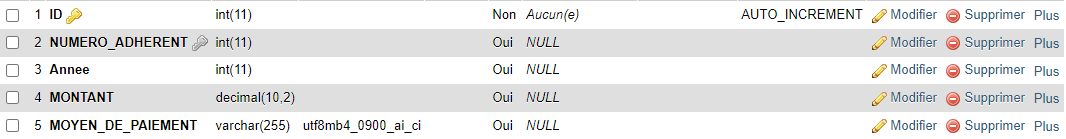 1 ID int(11) Non Aucun(e) AUTO_INCREMENT Modifier Supprimer Plus
2 NUMERO_ADHERENT int(11) Oui NULL Modifier Supprimer Plus
3 Annee int(11) Oui NULL Modifier Supprimer Plus
4 MONTANT decimal(10,2) Oui NULL Modifier Supprimer Plus
5 MOYEN_DE_PAIEMENT varchar(255) utf8mb4_0900_ai_ci Oui NULL Modifier Supprimer Plus